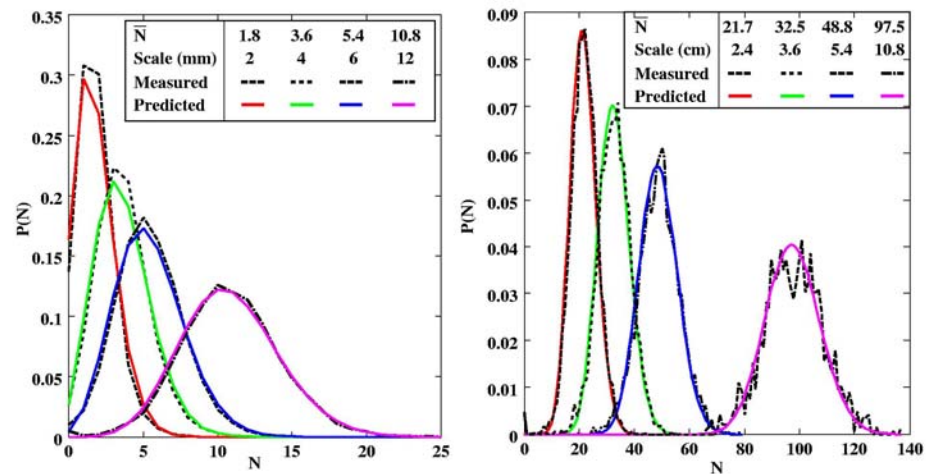 N̅ 1.8 3.6 5.4 10.8
Scale (mm) 2 4 6 12
Measured
Predicted
0.35
0.3
0.25
0.2
0.15
0.1
0.05
0
P(N)
0 5 10 15 20 25
N
N̅ 21.7 32.5 48.8 97.5
Scale (cm) 2.4 3.6 5.4 10.8
Measured
Predicted
0.09
0.08
0.07
0.06
0.05
0.04
0.03
0.02
0.01
0
P(N)
0 20 40 60 80 100 120 140
N